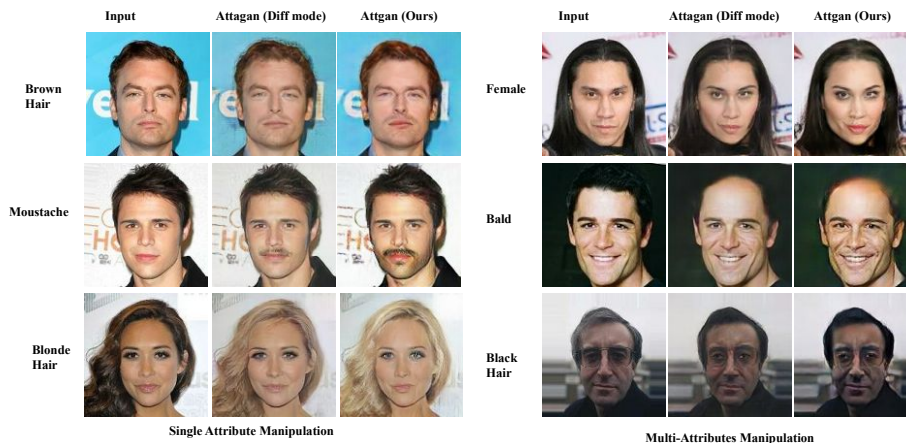 Input Attagan (Diff mode) Attgan (Ours)
Brown
Hair
Moustache
Blonde
Hair
Single Attribute Manipulation
Input Attagan (Diff mode) Attgan (Ours)
Female
Bald
Black
Hair
Multi-Attributes Manipulation